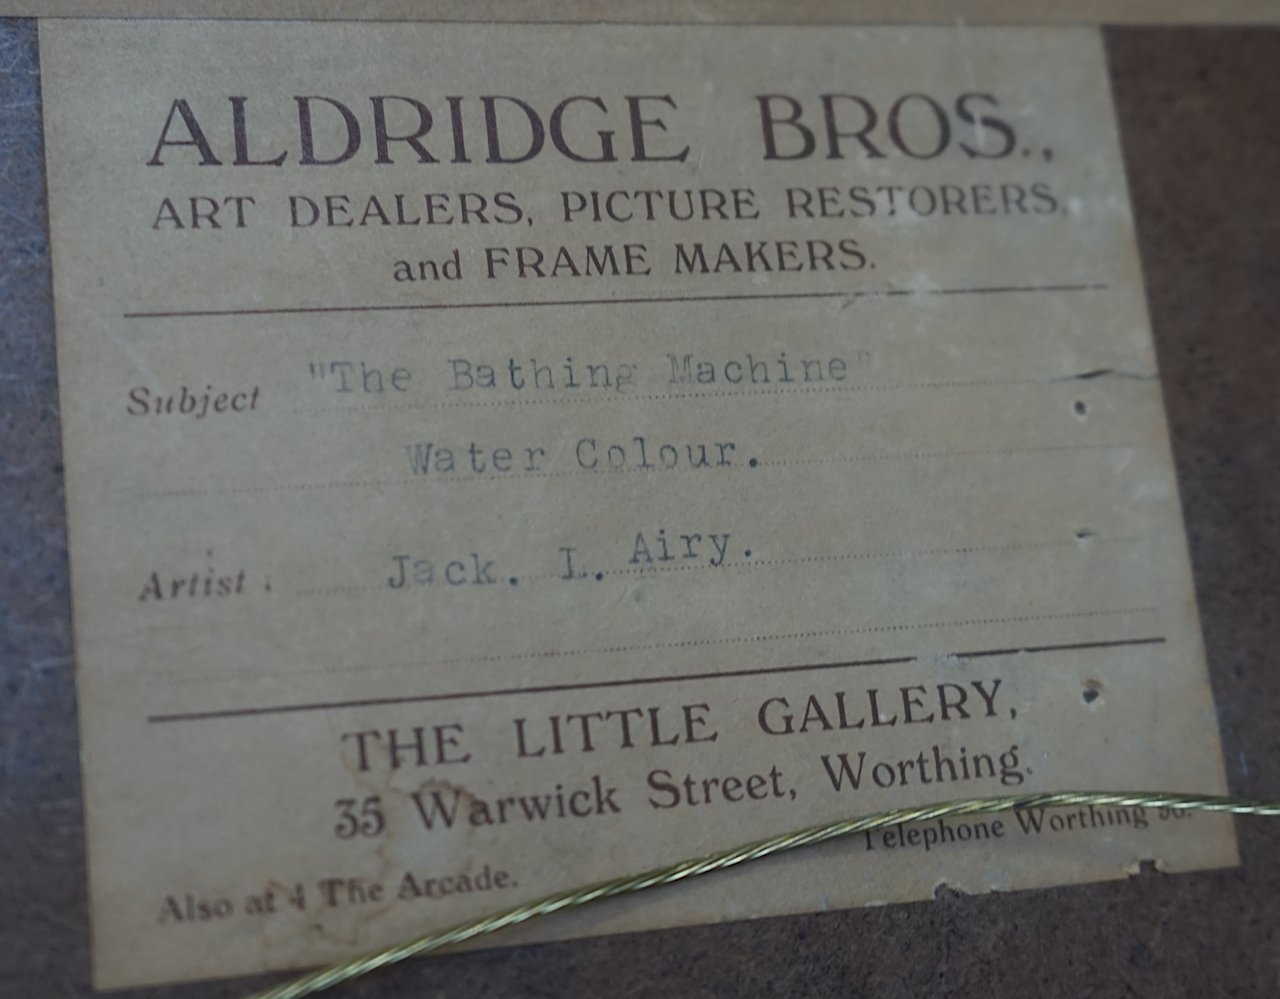 ALDRIDGE BROS.,
ART DEALERS, PICTURE RESTORERS,
and FRAME MAKERS.
Subject "The Bathing Machine"
Water Colour.
Artist . Jack. L. Airy.
THE LITTLE GALLERY,
35 Warwick Street, Worthing.
Telephone Worthing
Also at 4 The Arcade.